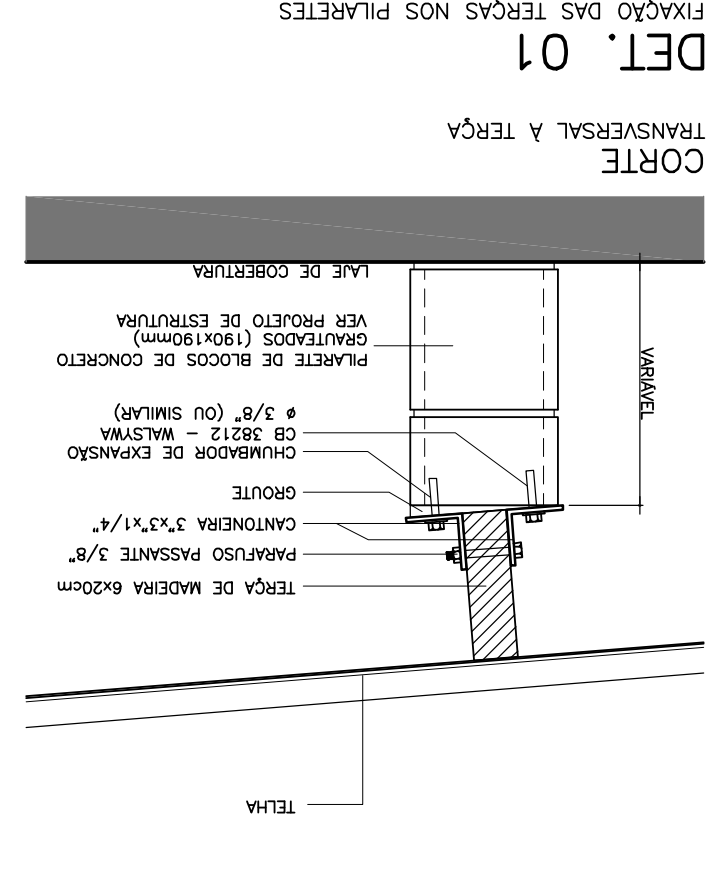 TELHA
TERÇA DE MADEIRA 6x20cm
PARAFUSO PASSANTE 3/8"
CANTONEIRA 3"x3"x1/4"
GROUTE
CHUMBADOR DE EXPANSÃO
CB 38212 – WALSYWA
ø 3/8" (OU SIMILAR)
PILARETE DE BLOCOS DE CONCRETO
GRAUTEADOS (190x190mm)
VER PROJETO DE ESTRUTURA
LAJE DE COBERTURA
VARIÁVEL
CORTE
TRANSVERSAL À TERÇA
DET. 01
FIXAÇÃO DAS TERÇAS NOS PILARETES